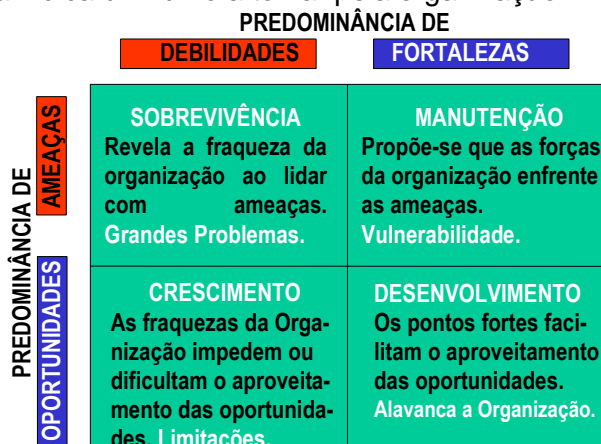 PREDOMINÂNCIA DE
DEBILIDADES
FORTALEZAS
PREDOMINÂNCIA DE
AMEAÇAS
OPORTUNIDADES
SOBREVIVÊNCIA
Revela a fraqueza da
organização ao lidar
com ameaças.
Grandes Problemas.
MANUTENÇÃO
Propõe-se que as forças
da organização enfrente
as ameaças.
Vulnerabilidade.
CRESCIMENTO
As fraquezas da Orga-
nização impedem ou
dificultam o aproveita-
mento das oportunida-
des. Limitações.
DESENVOLVIMENTO
Os pontos fortes faci-
litam o aproveitamento
das oportunidades.
Alavanca a Organização.